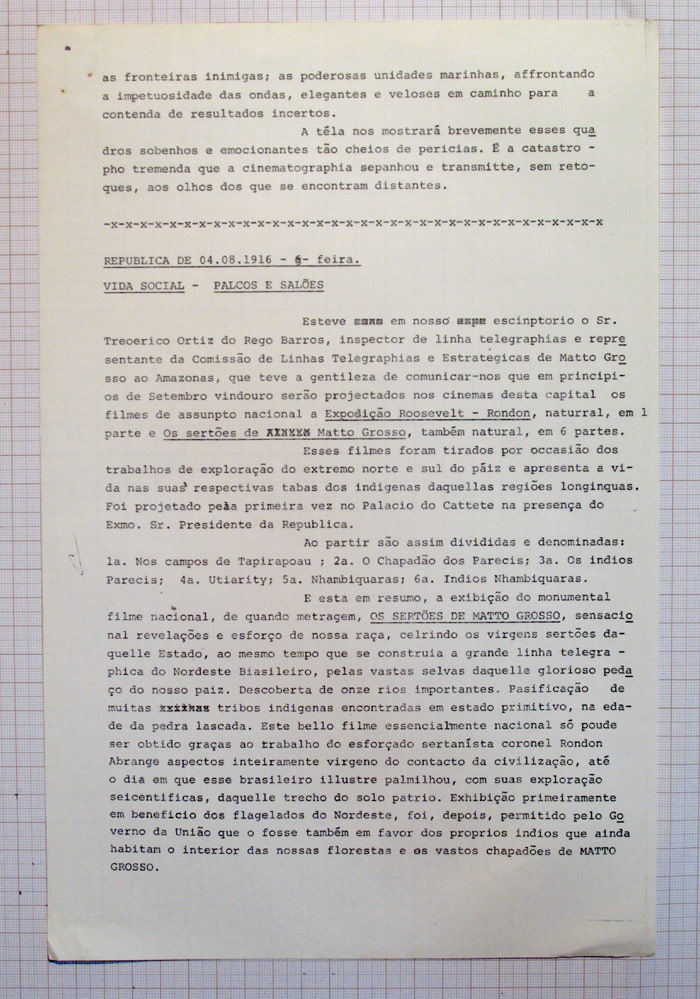 as fronteiras inimigas; as poderosas unidades marinhas, affrontando
a impetuosidade das ondas, elegantes e veloses em caminho para a
contenda de resultados incertos.
A téla nos mostrará brevemente esses qua
dros sobenhos e emocionantes tão cheios de pericias. É a catastro -
pho tremenda que a cinematographia sepanhou e transmitte, sem reto-
ques, aos olhos dos que se encontram distantes.
-x-x-x-x-x-x-x-x-x-x-x-x-x-x-x-x-x-x-x-x-x-x-x-x-x-x-x-x-x-x-x-x-x-x
REPUBLICA DE 04.08.1916 - 6- feira.
VIDA SOCIAL - PALCOS E SALÕES
Esteve em nosso escinptorio o Sr.
Treoerico Ortiz do Rego Barros, inspector de linha telegraphias e repre
sentante da Comissão de Linhas Telegraphias e Estrategicas de Matto Gro
sso ao Amazonas, que teve a gentileza de comunicar-nos que em principi-
os de Setembro vindouro serão projectados nos cinemas desta capital os
filmes de assunpto nacional a Expodição Roosevelt - Rondon, naturral, em 1
parte e Os sertões de Matto Grosso, também natural, em 6 partes.
Esses filmes foram tirados por occasião dos
trabalhos de exploração do extremo norte e sul do páiz e apresenta a vi-
da nas suas respectivas tabas dos indigenas daquellas regiões longinquas.
Foi projetado pela primeira vez no Palacio do Cattete na presença do
Exmo. Sr. Presidente da Republica.
Ao partir são assim divididas e denominadas:
1a. Nos campos de Tapirapoau ; 2a. O Chapadão dos Parecis; 3a. Os indios
Parecis; 4a. Utiarity; 5a. Nhambiquaras; 6a. Indios Nhambiquaras.
E esta em resumo, a exibição do monumental
filme nacional, de quando metragem, OS SERTÕES DE MATTO GROSSO, sensacio
nal revelações e esforço de nossa raça, celrindo os virgens sertões da-
quelle Estado, ao mesmo tempo que se construia a grande linha telegra -
phica do Nordeste Biasileiro, pelas vastas selvas daquelle glorioso peda
ço do nosso paiz. Descoberta de onze rios importantes. Pasificação de
muitas tribos indigenas encontradas em estado primitivo, na eda-
de da pedra lascada. Este bello filme essencialmente nacional só poude
ser obtido graças ao trabalho do esforçado sertanista coronel Rondon
Abrange aspectos inteiramente virgeno do contacto da civilização, até
o dia em que esse brasileiro illustre palmilhou, com suas exploração
seicentificas, daquelle trecho do solo patrio. Exhibição primeiramente
em beneficio dos flagelados do Nordeste, foi, depois, permitido pelo Go
verno da União que o fosse também em favor dos proprios indios que ainda
habitam o interior das nossas florestas e os vastos chapadões de MATTO
GROSSO.